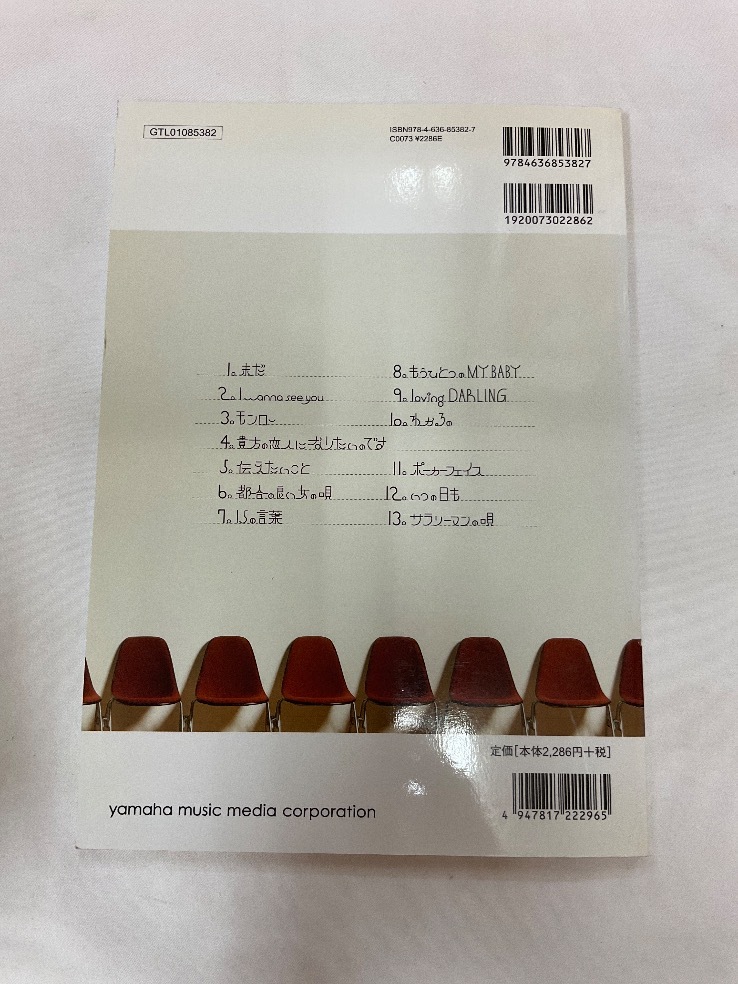 GTL01085382
ISBN978-4-636-85382-7
C0073 ¥2286E
9784636853827
1920073022862
1。未だ
2。I wanna see you
3。モンロー
4。貴方の恋人になりたいのです
5。伝えたいこと
6。都合の良い女の唄
7。15の言葉
8。もうひとつのMY BABY
9。loving DARLING
10。わかるの
11。ポーカーフェイス
12。いつの日も
13。サラリーマンの唄
定価[本体2,286円+税]
yamaha music media corporation
4 947817 222965